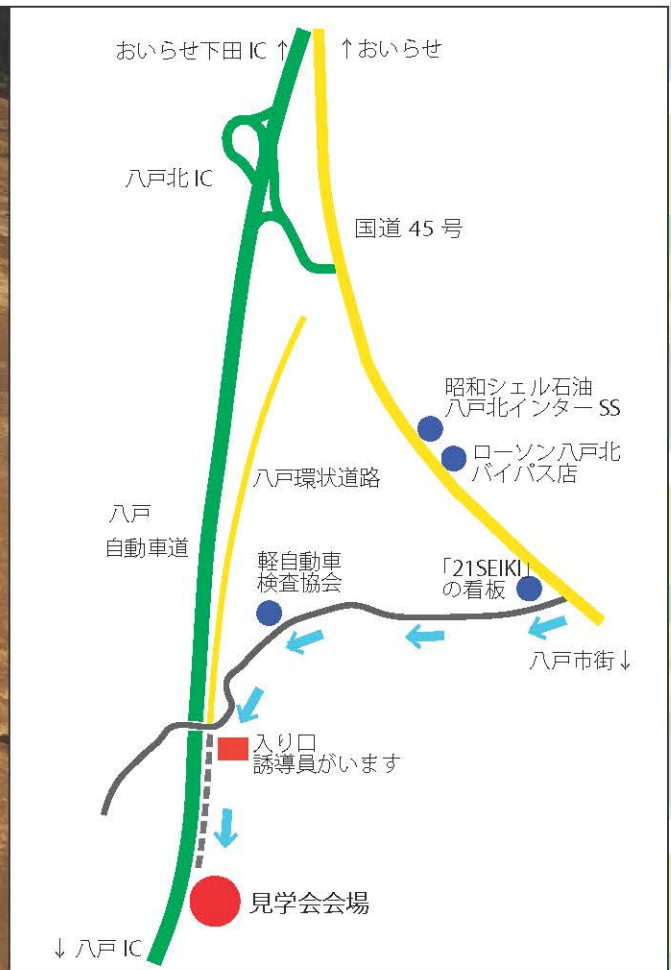 おいらせ下田 IC ↑
↑おいらせ
八戸北 IC
国道 45 号
昭和シェル石油
八戸北インター SS
ローソン八戸北
バイパス店
八戸環状道路
八戸
自動車道
軽自動車
検査協会
「21SEIKI」
の看板
八戸市街↓
入り口
誘導員がいます
見学会会場
↓ 八戸 IC